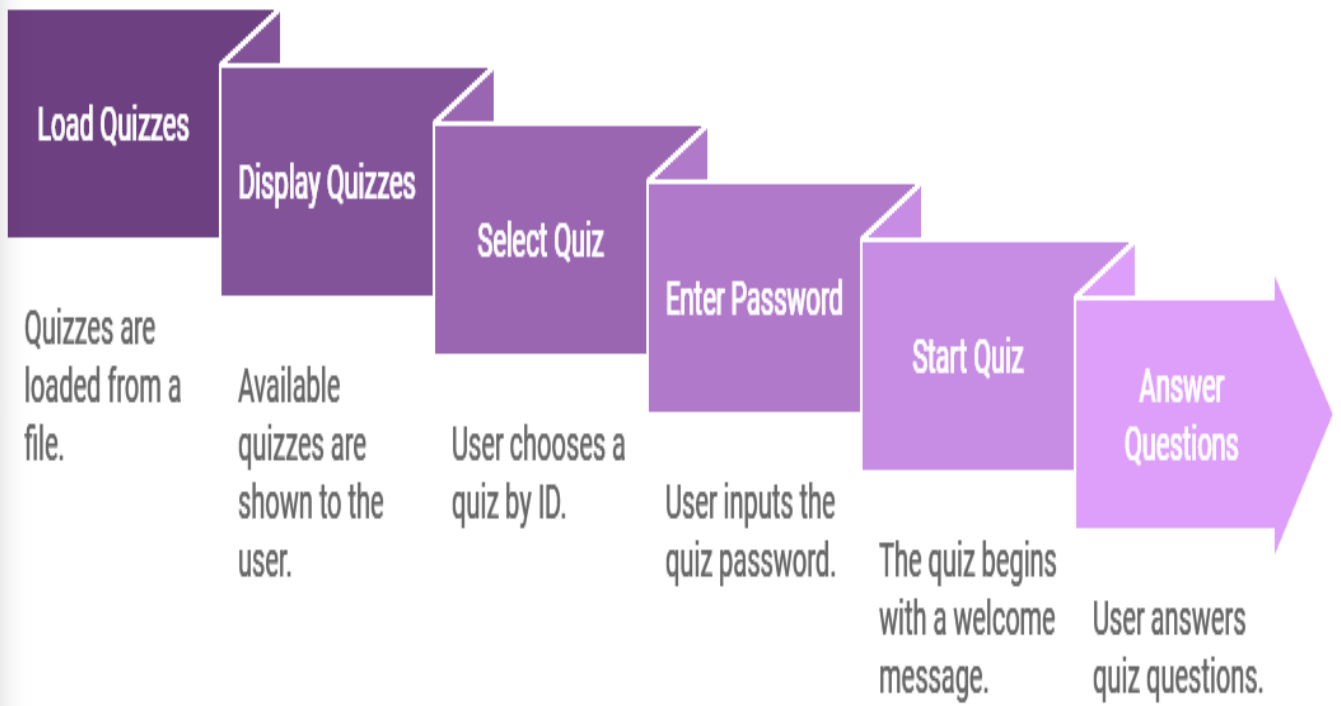 Load Quizzes
Quizzes are
loaded from a
file.
Display Quizzes
Available
quizzes are
shown to the
user.
Select Quiz
User chooses a
quiz by ID.
Enter Password
User inputs the
quiz password.
Start Quiz
The quiz begins
with a welcome
message.
Answer
Questions
User answers
quiz questions.